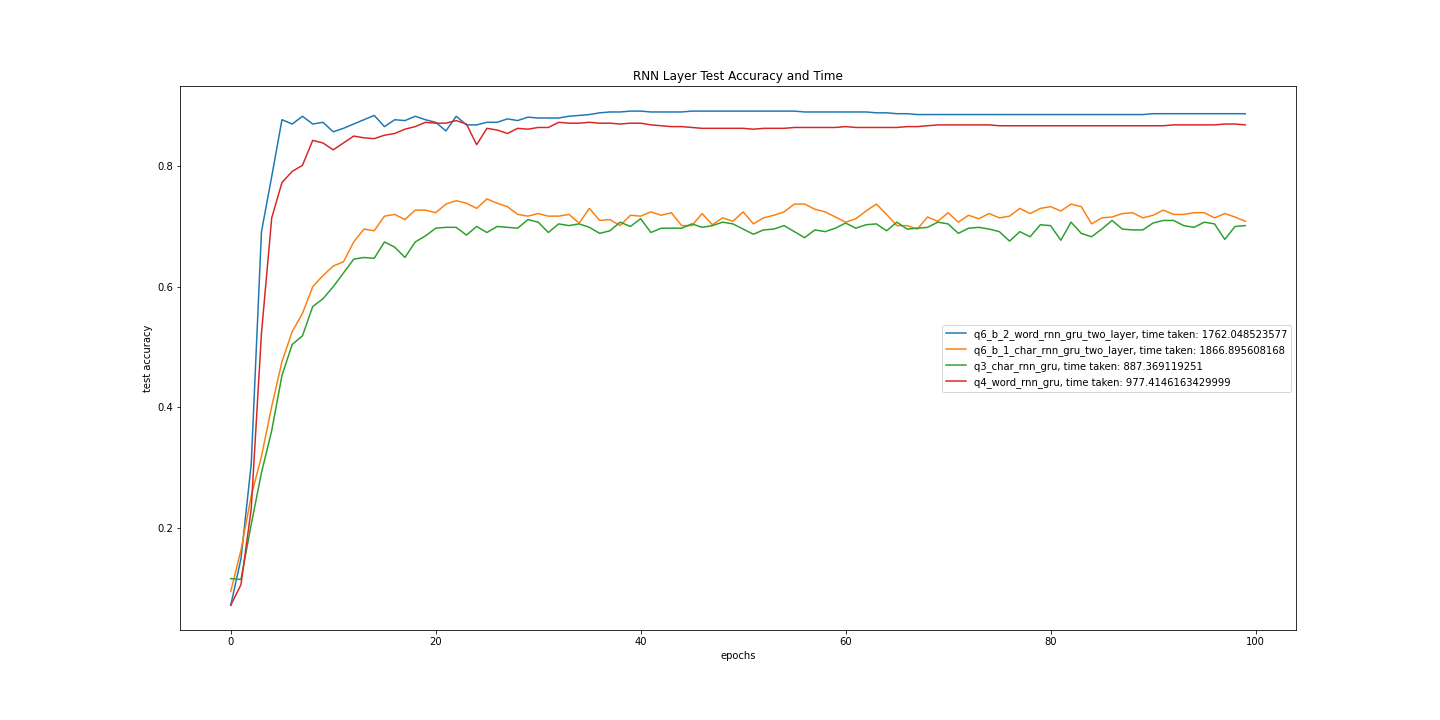 RNN Layer Test Accuracy and Time
test accuracy
0.8
0.6
0.4
0.2
q6_b_2_word_rnn_gru_two_layer, time taken: 1762.048523577
q6_b_1_char_rnn_gru_two_layer, time taken: 1866.895608168
q3_char_rnn_gru, time taken: 887.369119251
q4_word_rnn_gru, time taken: 977.4146163429999
0 20 40 60 80 100
epochs